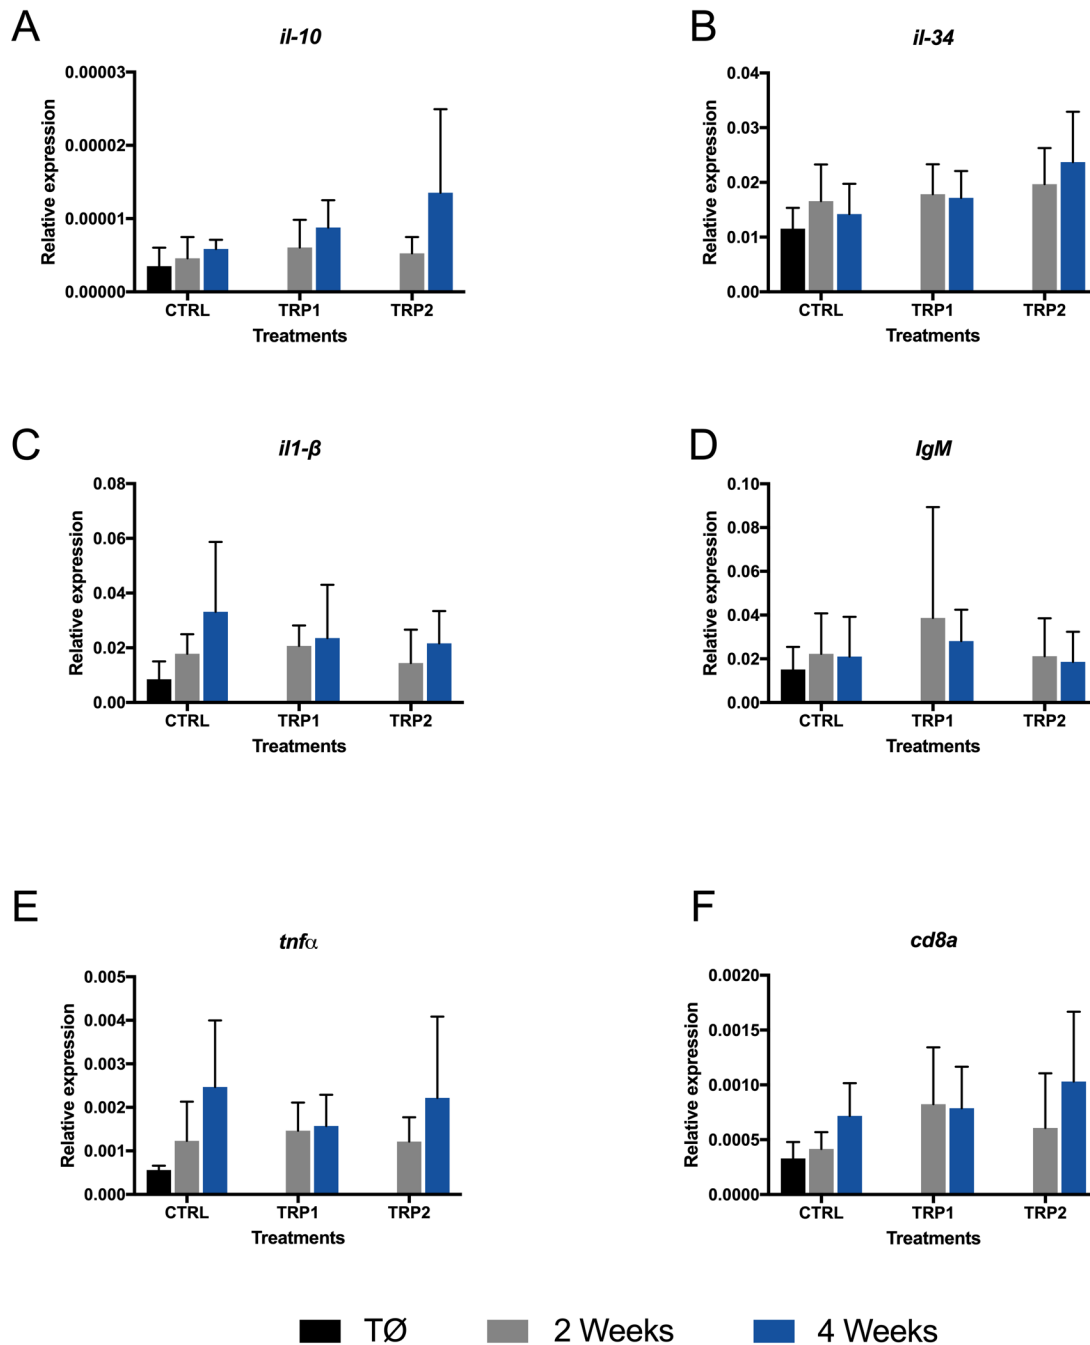 A
il-10
Relative expression
0.00003
0.00002
0.00001
0.00000
CTRL TRP1 TRP2
Treatments
B
il-34
Relative expression
0.04
0.03
0.02
0.01
0.00
CTRL TRP1 TRP2
Treatments
C
il1-β
Relative expression
0.08
0.06
0.04
0.02
0.00
CTRL TRP1 TRP2
Treatments
D
IgM
Relative expression
0.10
0.08
0.06
0.04
0.02
0.00
CTRL TRP1 TRP2
Treatments
E
tnfα
Relative expression
0.005
0.004
0.003
0.002
0.001
0.000
CTRL TRP1 TRP2
Treatments
F
cd8a
Relative expression
0.0020
0.0015
0.0010
0.0005
0.0000
CTRL TRP1 TRP2
Treatments
TØ 2 Weeks 4 Weeks